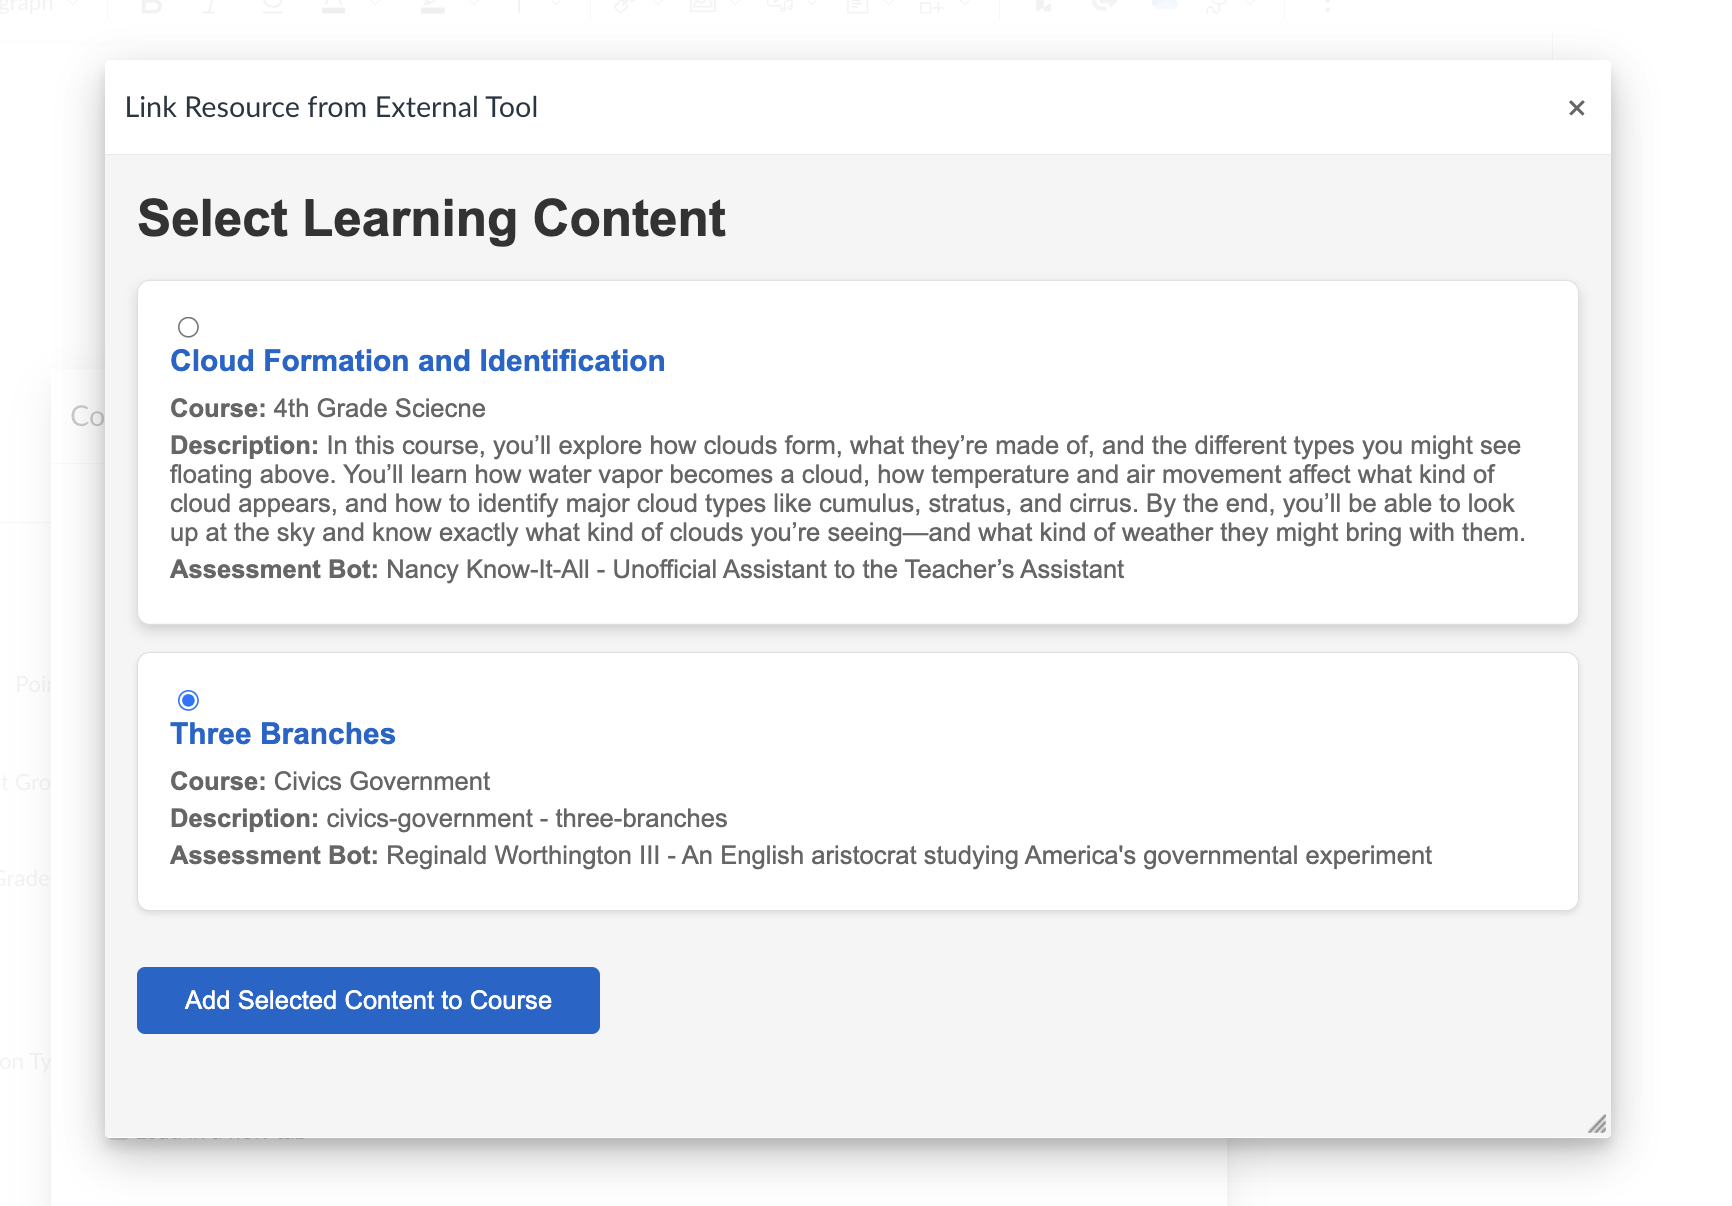 Link Resource from External Tool
Select Learning Content
Cloud Formation and Identification
Course: 4th Grade Sciecne
Description: In this course, you’ll explore how clouds form, what they’re made of, and the different types you might see
floating above. You’ll learn how water vapor becomes a cloud, how temperature and air movement affect what kind of
cloud appears, and how to identify major cloud types like cumulus, stratus, and cirrus. By the end, you’ll be able to look
up at the sky and know exactly what kind of clouds you’re seeing—and what kind of weather they might bring with them.
Assessment Bot: Nancy Know-It-All - Unofficial Assistant to the Teacher’s Assistant
Co
Three Branches
Course: Civics Government
Description: civics-government - three-branches
Assessment Bot: Reginald Worthington III - An English aristocrat studying America's governmental experiment
t Gro
Grade
Add Selected Content to Course
on Ty